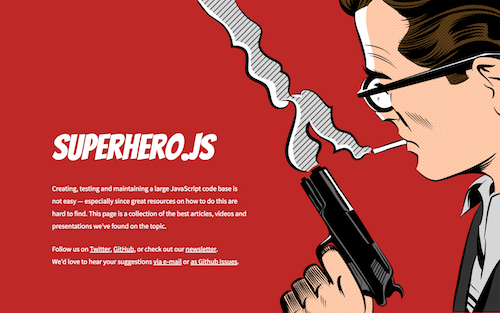 SUPERHERO.JS
Creating, testing and maintaining a large JavaScript code base is
not easy — especially since great resources on how to do this are
hard to find. This page is a collection of the best articles, videos and
presentations we've found on the topic.
Follow us on Twitter, GitHub, or check out our newsletter.
We'd love to hear your suggestions via e-mail or as Github Issues.